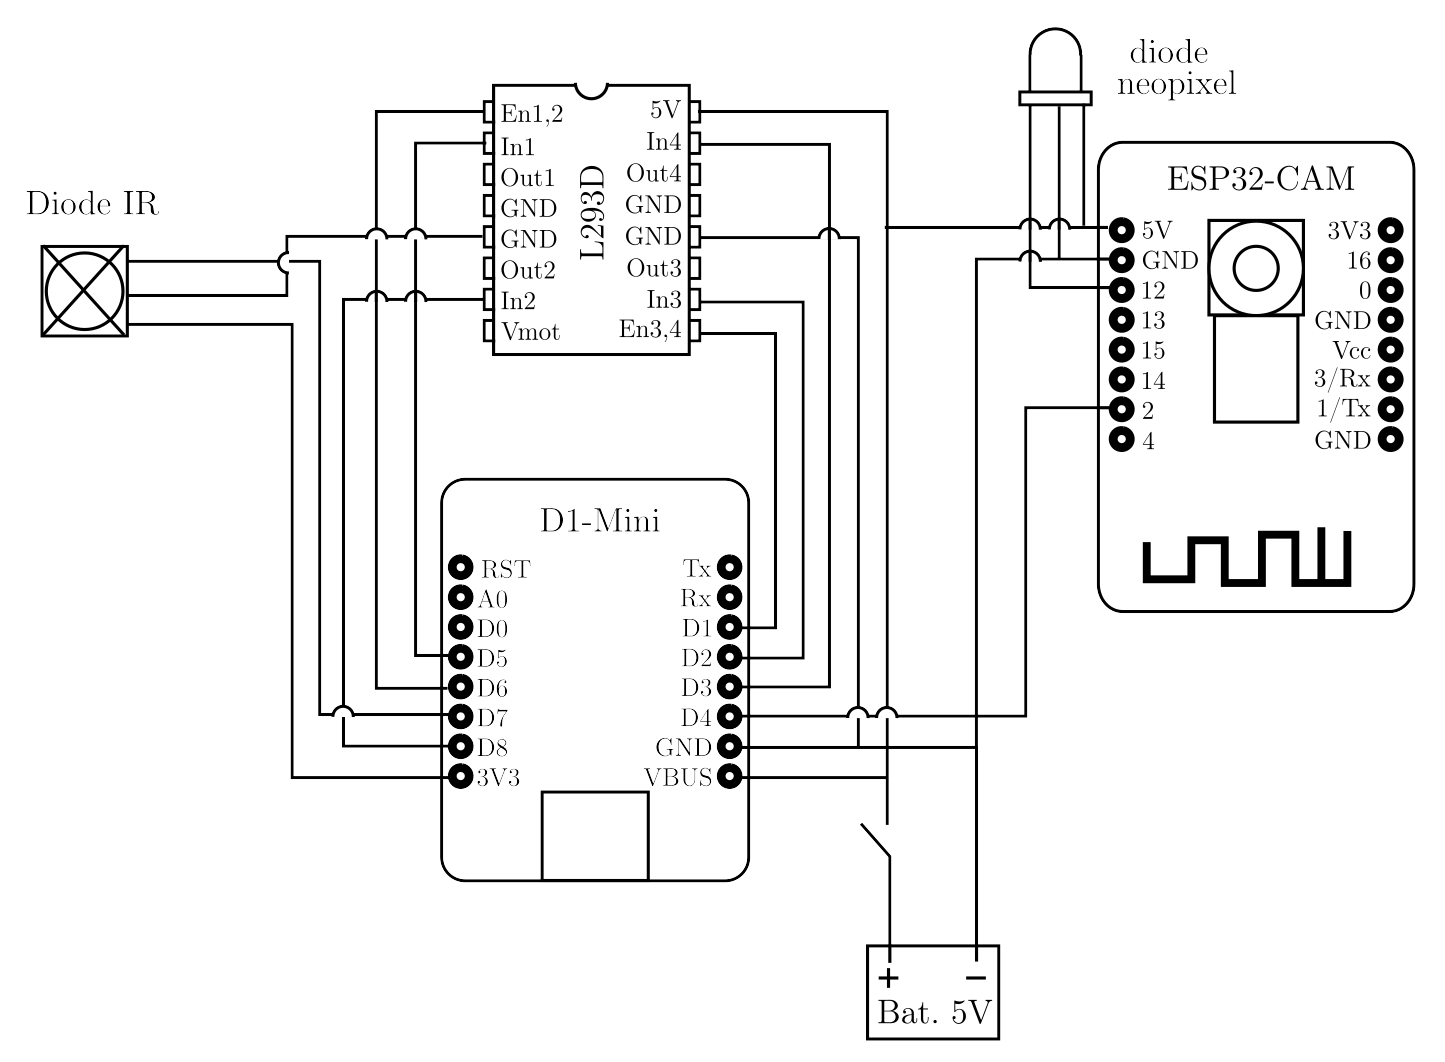 diode
neopixel
Diode IR
En1,2
In1
Out1
GND
GND
Out2
In2
Vmot
L293D
5V
In4
Out4
GND
GND
Out3
In3
En3,4
ESP32-CAM
5V
GND
12
13
15
14
2
4
3V3
16
0
GND
Vcc
3/Rx
1/Tx
GND
D1-Mini
RST
A0
D0
D5
D6
D7
D8
3V3
Tx
Rx
D1
D2
D3
D4
GND
VBUS
+ −
Bat. 5V